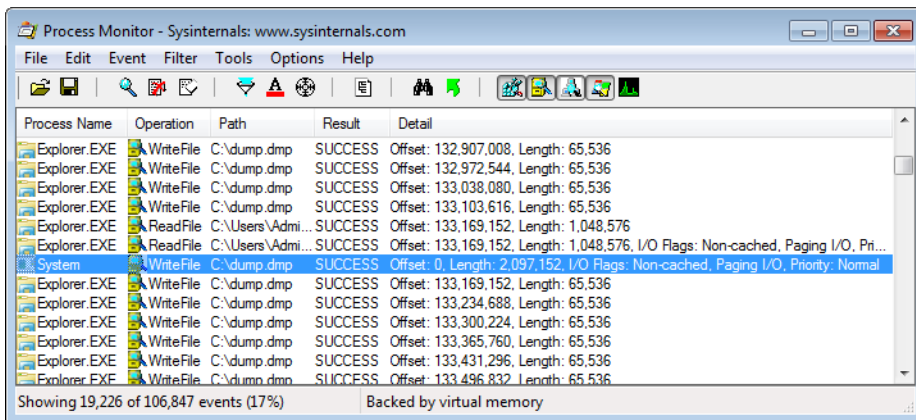 Process Monitor - Sysinternals: www.sysinternals.com
File Edit Event Filter Tools Options Help
Process Name Operation Path Result Detail
Explorer.EXE WriteFile C:\dump.dmp SUCCESS Offset: 132,907,008, Length: 65,536
Explorer.EXE WriteFile C:\dump.dmp SUCCESS Offset: 132,972,544, Length: 65,536
Explorer.EXE WriteFile C:\dump.dmp SUCCESS Offset: 133,038,080, Length: 65,536
Explorer.EXE WriteFile C:\dump.dmp SUCCESS Offset: 133,103,616, Length: 65,536
Explorer.EXE ReadFile C:\Users\Admi... SUCCESS Offset: 133,169,152, Length: 1,048,576
Explorer.EXE ReadFile C:\Users\Admi... SUCCESS Offset: 133,169,152, Length: 1,048,576, I/O Flags: Non-cached, Paging I/O, Pri...
System WriteFile C:\dump.dmp SUCCESS Offset: 0, Length: 2,097,152, I/O Flags: Non-cached, Paging I/O, Priority: Normal
Explorer.EXE WriteFile C:\dump.dmp SUCCESS Offset: 133,169,152, Length: 65,536
Explorer.EXE WriteFile C:\dump.dmp SUCCESS Offset: 133,234,688, Length: 65,536
Explorer.EXE WriteFile C:\dump.dmp SUCCESS Offset: 133,300,224, Length: 65,536
Explorer.EXE WriteFile C:\dump.dmp SUCCESS Offset: 133,365,760, Length: 65,536
Explorer.EXE WriteFile C:\dump.dmp SUCCESS Offset: 133,431,296, Length: 65,536
Explorer.EXE WriteFile C:\dump.dmp SUCCESS Offset: 133,496,832, Length: 65,536
Showing 19,226 of 106,847 events (17%) Backed by virtual memory